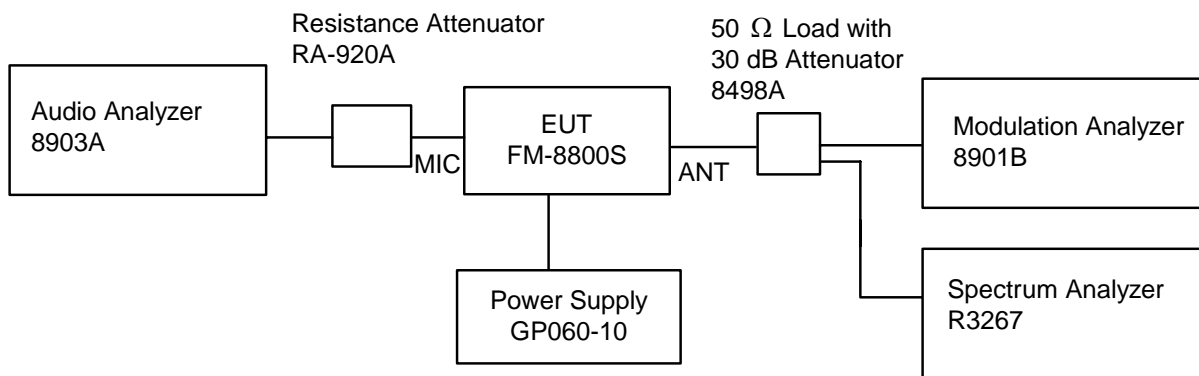 Resistance Attenuator
RA-920A
50 Ω Load with
30 dB Attenuator
8498A
Audio Analyzer
8903A
MIC
EUT
FM-8800S
ANT
Modulation Analyzer
8901B
Power Supply
GP060-10
Spectrum Analyzer
R3267